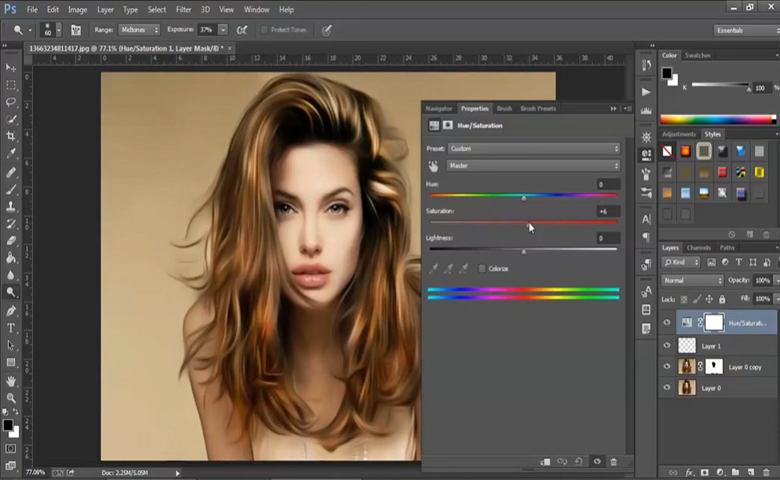 Ps File Edit Image Layer Type Select Filter 3D View Window Help
60 Range: Midtones Exposure: 37% Protect Tones Essentials
13663234811417.jpg @ 77.1% (Hue/Saturation 1, Layer Mask/8) *
Color Swatches
K 100 %
Navigator Properties Brush Brush Presets
Hue/Saturation
Preset: Custom
Master
Hue: 0
Saturation: +6
Lightness: 0
Colorize
Adjustments Styles
Layers Channels Paths
Kind
Normal Opacity: 100%
Lock: Fill: 100%
Hue/Saturati...
Layer 1
Layer 0 copy
Layer 0
77.08% Doc: 2.25M/5.05M